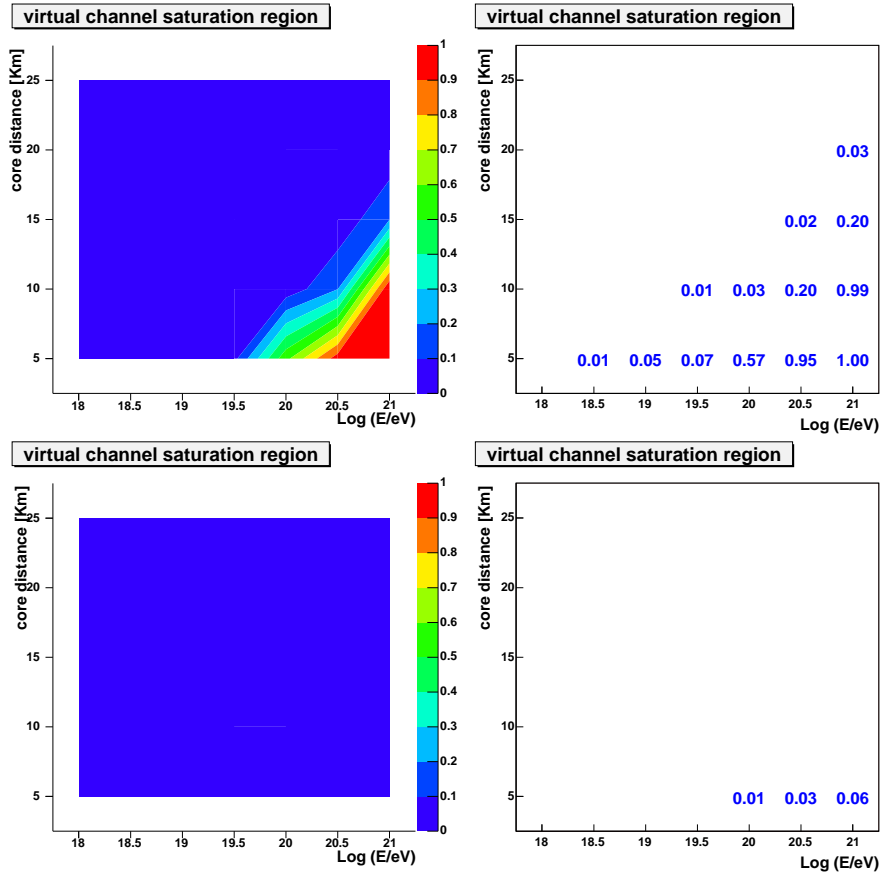 virtual channel saturation region
core distance [Km]
25
20
15
10
5
18 18.5 19 19.5 20 20.5 21
Log (E/eV)
1
0.9
0.8
0.7
0.6
0.5
0.4
0.3
0.2
0.1
0
virtual channel saturation region
core distance [Km]
25
20 0.03
15 0.02 0.20
10 0.01 0.03 0.20 0.99
5 0.01 0.05 0.07 0.57 0.95 1.00
18 18.5 19 19.5 20 20.5 21
Log (E/eV)
virtual channel saturation region
core distance [Km]
25
20
15
10
5
18 18.5 19 19.5 20 20.5 21
Log (E/eV)
1
0.9
0.8
0.7
0.6
0.5
0.4
0.3
0.2
0.1
0
virtual channel saturation region
core distance [Km]
25
20
15
10
5 0.01 0.03 0.06
18 18.5 19 19.5 20 20.5 21
Log (E/eV)